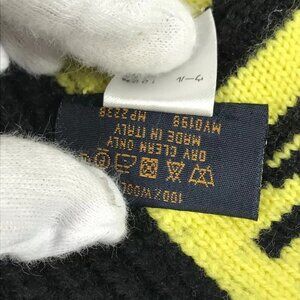 100% WOOL
DRY CLEAN ONLY
MADE IN ITALY
MY0198
MP2238